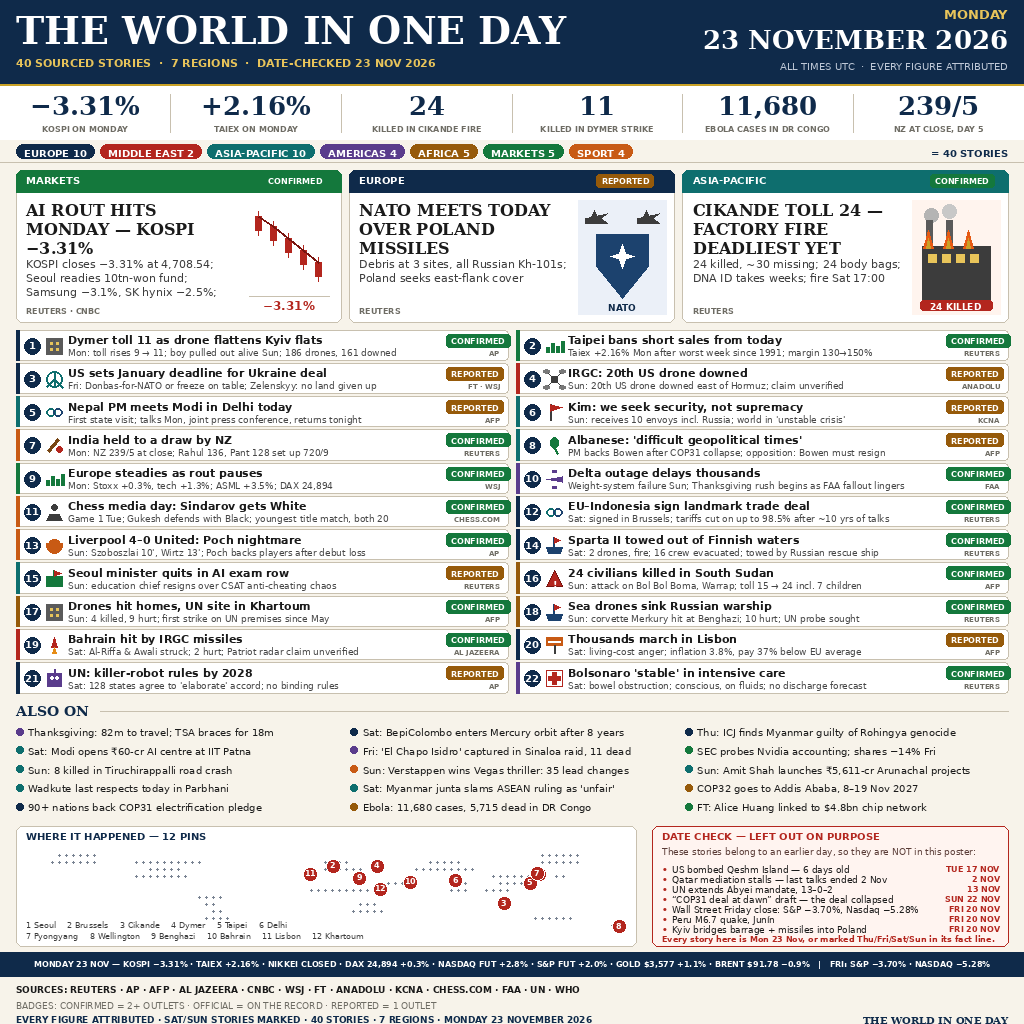 THE WORLD IN ONE DAY
40 SOURCED STORIES · 7 REGIONS · DATE-CHECKED 23 NOV 2026
MONDAY
23 NOVEMBER 2026
ALL TIMES UTC · EVERY FIGURE ATTRIBUTED
−3.31%
KOSPI ON MONDAY
+2.16%
TAIEX ON MONDAY
24
KILLED IN CIKANDE FIRE
11
KILLED IN DYMER STRIKE
11,680
EBOLA CASES IN DR CONGO
239/5
NZ AT CLOSE, DAY 5
EUROPE 10 MIDDLE EAST 2 ASIA-PACIFIC 10 AMERICAS 4 AFRICA 5 MARKETS 5 SPORT 4
= 40 STORIES
MARKETS CONFIRMED
AI ROUT HITS
MONDAY — KOSPI
−3.31%
KOSPI closes −3.31% at 4,708.54;
Seoul readies 10tn-won fund;
Samsung −3.1%, SK hynix −2.5%;
REUTERS · CNBC
−3.31%
EUROPE REPORTED
NATO MEETS TODAY
OVER POLAND
MISSILES
Debris at 3 sites, all Russian Kh-101s;
Poland seeks east-flank cover
REUTERS
NATO
ASIA-PACIFIC CONFIRMED
CIKANDE TOLL 24 —
FACTORY FIRE
DEADLIEST YET
24 killed, ~30 missing; 24 body bags;
DNA ID takes weeks; fire Sat 17:00
REUTERS
24 KILLED
1 Dymer toll 11 as drone flattens Kyiv flats CONFIRMED
Mon: toll rises 9 → 11; boy pulled out alive Sun; 186 drones, 161 downed AP
2 Taipei bans short sales from today CONFIRMED
Taiex +2.16% Mon after worst week since 1991; margin 130→150% REUTERS
3 US sets January deadline for Ukraine deal REPORTED
Fri: Donbas-for-NATO or freeze on table; Zelenskyy: no land given up FT · WSJ
4 IRGC: 20th US drone downed REPORTED
Sun: 20th US drone downed east of Hormuz; claim unverified ANADOLU
5 Nepal PM meets Modi in Delhi today REPORTED
First state visit; talks Mon, joint press conference, returns tonight AFP
6 Kim: we seek security, not supremacy REPORTED
Sun: receives 10 envoys incl. Russia; world in 'unstable crisis' KCNA
7 India held to a draw by NZ CONFIRMED
Mon: NZ 239/5 at close; Rahul 136, Pant 128 set up 720/9 REUTERS
8 Albanese: 'difficult geopolitical times' REPORTED
PM backs Bowen after COP31 collapse; opposition: Bowen must resign AFP
9 Europe steadies as rout pauses CONFIRMED
Mon: Stoxx +0.3%, tech +1.3%; ASML +3.5%; DAX 24,894 WSJ
10 Delta outage delays thousands CONFIRMED
Weight-system failure Sun; Thanksgiving rush begins as FAA fallout lingers FAA
11 Chess media day: Sindarov gets White CONFIRMED
Game 1 Tue; Gukesh defends with Black; youngest title match, both 20 CHESS.COM
12 EU–Indonesia sign landmark trade deal CONFIRMED
Sat: signed in Brussels; tariffs cut on up to 98.5% after ~10 yrs of talks REUTERS
13 Liverpool 4–0 United: Poch nightmare CONFIRMED
Sun: Szoboszlai 10', Wirtz 13'; Poch backs players after debut loss AP
14 Sparta II towed out of Finnish waters CONFIRMED
Sat: 2 drones, fire; 16 crew evacuated; towed by Russian rescue ship REUTERS
15 Seoul minister quits in AI exam row REPORTED
Sun: education chief resigns over CSAT anti-cheating chaos REUTERS
16 24 civilians killed in South Sudan CONFIRMED
Sun: attack on Bol Bol Boma, Warrap; toll 15 → 24 incl. 7 children AFP
17 Drones hit homes, UN site in Khartoum CONFIRMED
Sun: 4 killed, 9 hurt; first strike on UN premises since May AFP
18 Sea drones sink Russian warship CONFIRMED
Sun: corvette Merkury hit at Benghazi; 10 hurt; UN probe sought REUTERS
19 Bahrain hit by IRGC missiles CONFIRMED
Sat: Al-Riffa & Awali struck; 2 hurt; Patriot radar claim unverified AL JAZEERA
20 Thousands march in Lisbon REPORTED
Sat: living-cost anger; inflation 3.8%, pay 37% below EU average AFP
21 UN: killer-robot rules by 2028 REPORTED
Sat: 128 states agree to 'elaborate' accord; no binding rules AP
22 Bolsonaro 'stable' in intensive care CONFIRMED
Sat: bowel obstruction; conscious, on fluids; no discharge forecast REUTERS
ALSO ON
Thanksgiving: 82m to travel; TSA braces for 18m
Sat: BepiColombo enters Mercury orbit after 8 years
Thu: ICJ finds Myanmar guilty of Rohingya genocide
Sat: Modi opens ₹60-cr AI centre at IIT Patna
Fri: 'El Chapo Isidro' captured in Sinaloa raid, 11 dead
SEC probes Nvidia accounting; shares −14% Fri
Sun: 8 killed in Tiruchirappalli road crash
Sun: Verstappen wins Vegas thriller: 35 lead changes
Sun: Amit Shah launches ₹5,611-cr Arunachal projects
Wadkute last respects today in Parbhani
Sat: Myanmar junta slams ASEAN ruling as 'unfair'
COP32 goes to Addis Ababa, 8–19 Nov 2027
90+ nations back COP31 electrification pledge
Ebola: 11,680 cases, 5,715 dead in DR Congo
FT: Alice Huang linked to $4.8bn chip network
WHERE IT HAPPENED — 12 PINS
11 2 4 9 12 10 6 7 5 3 8
1 Seoul 2 Brussels 3 Cikande 4 Dymer 5 Taipei 6 Delhi
7 Pyongyang 8 Wellington 9 Benghazi 10 Bahrain 11 Lisbon 12 Khartoum
DATE CHECK — LEFT OUT ON PURPOSE
These stories belong to an earlier day, so they are NOT in this poster:
• US bombed Qeshm Island — 6 days old TUE 17 NOV
• Qatar mediation stalls — last talks ended 2 Nov 2 NOV
• UN extends Abyei mandate, 13–0–2 13 NOV
• “COP31 deal at dawn” draft — the deal collapsed SUN 22 NOV
• Wall Street Friday close: S&P −3.70%, Nasdaq −5.28% FRI 20 NOV
• Peru M6.7 quake, Junín FRI 20 NOV
• Kyiv bridges barrage + missiles into Poland FRI 20 NOV
Every story here is Mon 23 Nov, or marked Thu/Fri/Sat/Sun in its fact line.
MONDAY 23 NOV — KOSPI −3.31% · TAIEX +2.16% · NIKKEI CLOSED · DAX 24,894 +0.3% · NASDAQ FUT +2.8% · S&P FUT +2.0% · GOLD $3,577 +1.1% · BRENT $91.78 −0.9% | FRI: S&P −3.70% · NASDAQ −5.28%
SOURCES: REUTERS · AP · AFP · AL JAZEERA · CNBC · WSJ · FT · ANADOLU · KCNA · CHESS.COM · FAA · UN · WHO
BADGES: CONFIRMED = 2+ OUTLETS · OFFICIAL = ON THE RECORD · REPORTED = 1 OUTLET
EVERY FIGURE ATTRIBUTED · SAT/SUN STORIES MARKED · 40 STORIES · 7 REGIONS · MONDAY 23 NOVEMBER 2026
THE WORLD IN ONE DAY